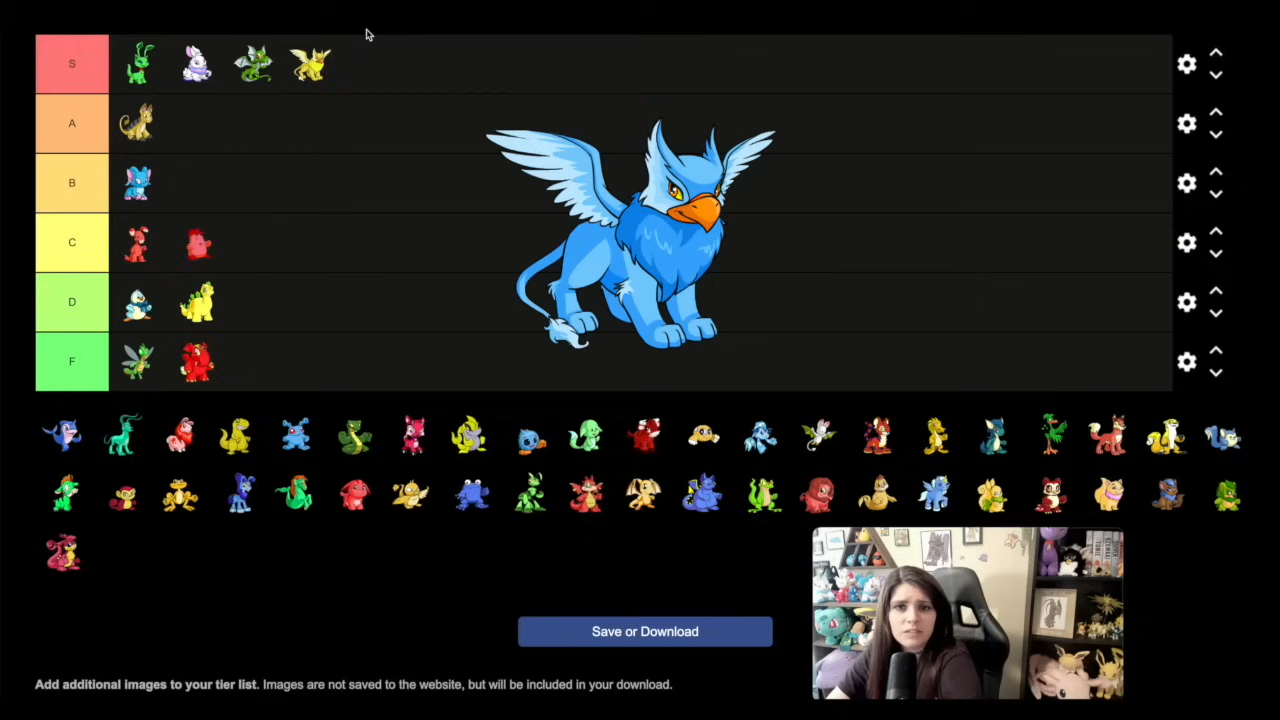 S
A
B
C
D
F
Save or Download
Add additional images to your tier list. Images are not saved to the website, but will be included in your download.